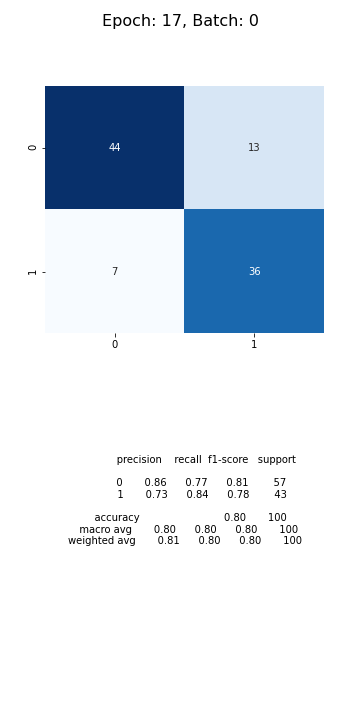 Epoch: 17, Batch: 0
0 44 13
1 7 36
0 1
precision recall f1-score support
0 0.86 0.77 0.81 57
1 0.73 0.84 0.78 43
accuracy 0.80 100
macro avg 0.80 0.80 0.80 100
weighted avg 0.81 0.80 0.80 100